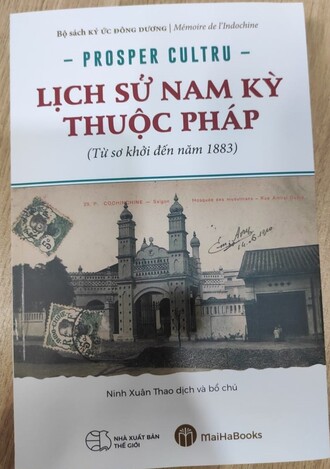 Bộ sách KÝ ỨC ĐÔNG DƯƠNG / Mémoire de l'Indochine
– PROSPER CULTRU –
LỊCH SỬ NAM KỲ
THUỘC PHÁP
(Từ sơ khởi đến năm 1883)
COCHINCHINE — Saigon Mosquée des musulmans - Rue
Ninh Xuân Thao dịch và bổ chú
NHÀ XUẤT BẢN
THẾ GIỚI
MaiHaBooks